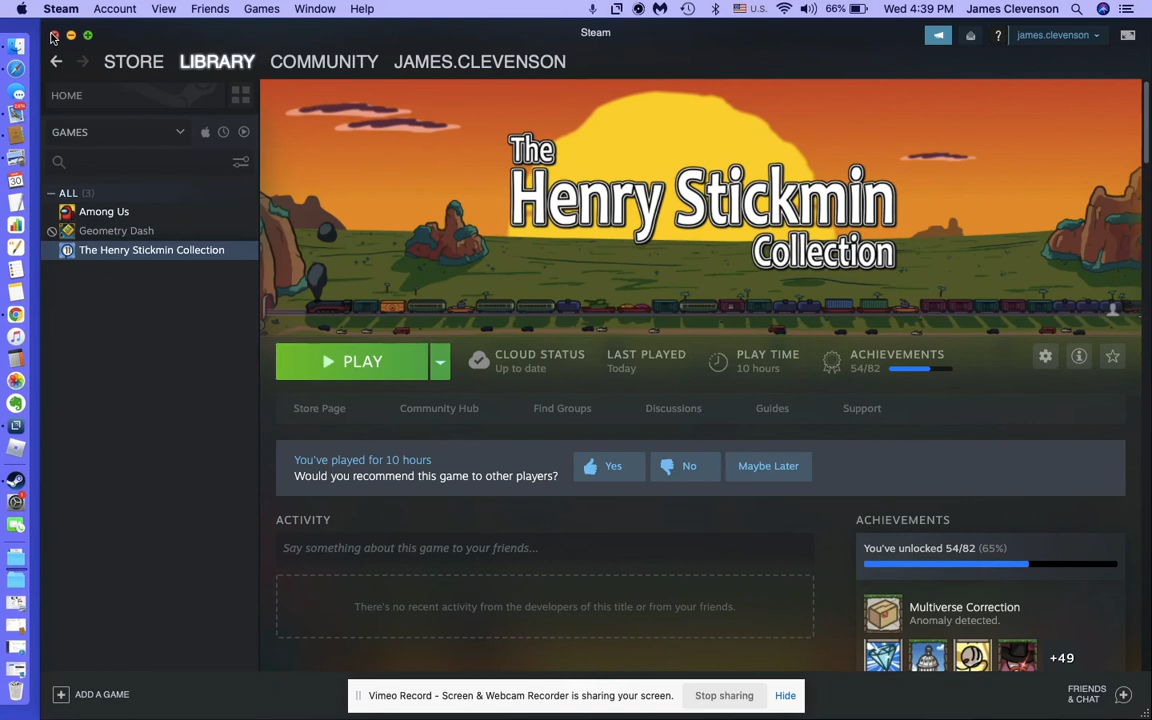 Steam Account View Friends Games Window Help U.S. 66% Wed 4:39 PM James Clevenson
Steam
? james.clevenson
STORE LIBRARY COMMUNITY JAMES.CLEVENSON
HOME
GAMES
ALL (3)
Among Us
Geometry Dash
The Henry Stickmin Collection
The
Henry Stickmin
Collection
PLAY
CLOUD STATUS
Up to date
LAST PLAYED
Today
PLAY TIME
10 hours
ACHIEVEMENTS
54/82
Store Page Community Hub Find Groups Discussions Guides Support
You've played for 10 hours
Would you recommend this game to other players?
Yes No Maybe Later
ACTIVITY
Say something about this game to your friends...
There's no recent activity from the developers of this title or from your friends.
ACHIEVEMENTS
You've unlocked 54/82 (65%)
Multiverse Correction
Anomaly detected.
+49
30
ADD A GAME
Vimeo Record - Screen & Webcam Recorder is sharing your screen. Stop sharing Hide
FRIENDS
& CHAT